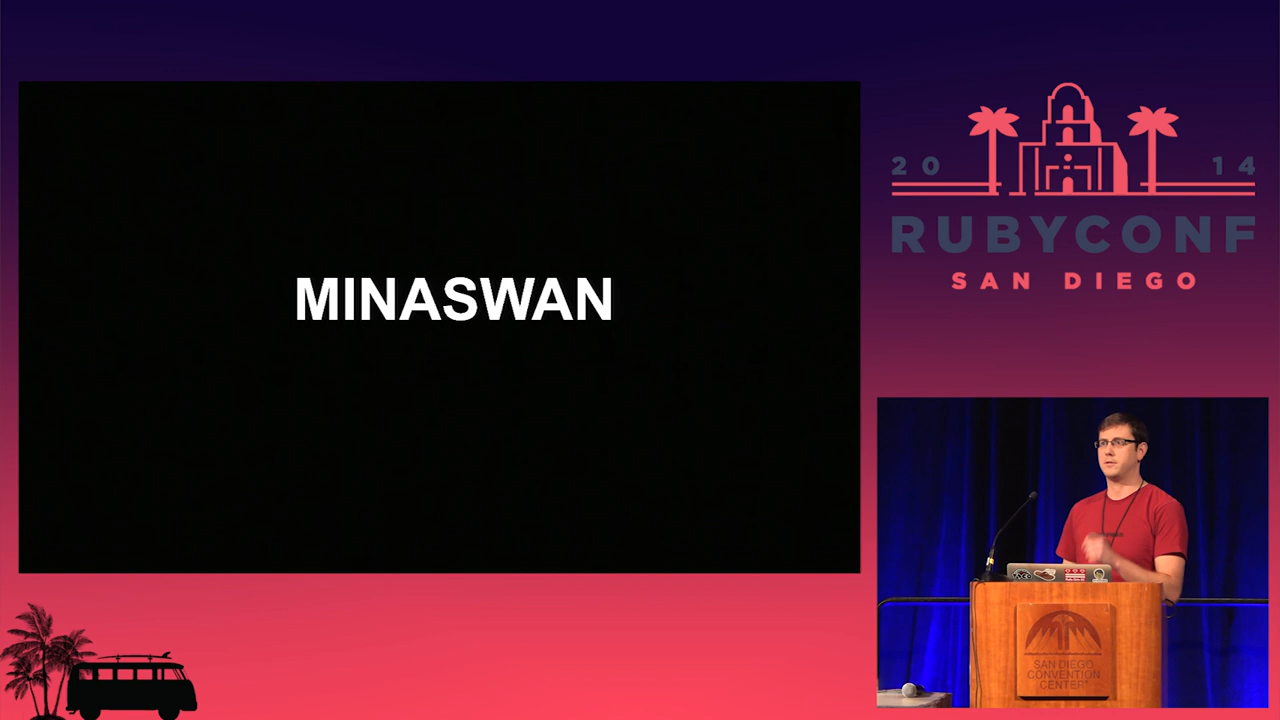 MINASWAN
20 14
RUBYCONF
SAN DIEGO
SAN DIEGO
CONVENTION
CENTER